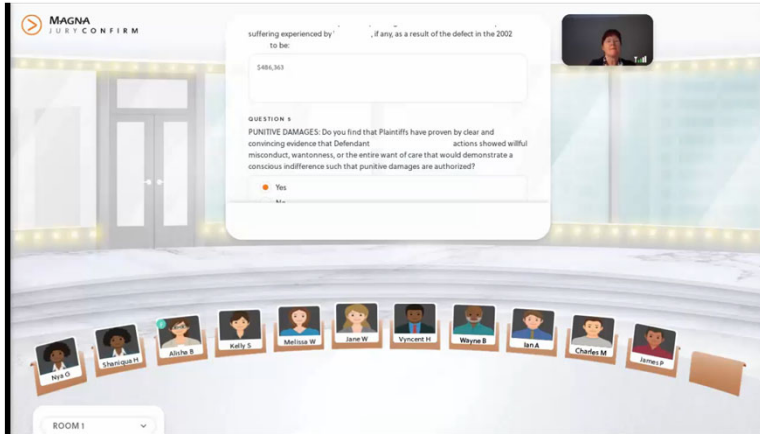 MAGNA
JURY CONFIRM
suffering experienced by ' , if any, as a result of the defect in the 2002
to be:
$486,363
QUESTION 5
PUNITIVE DAMAGES: Do you find that Plaintiffs have proven by clear and
convincing evidence that Defendant actions showed willful
misconduct, wantonness, or the entire want of care that would demonstrate a
conscious indifference such that punitive damages are authorized?
Yes
Nya O
Shaniqua H
Alisha B
Kelly S
Melissa W
Jane W
Vyncent H
Wayne B
Ian A
Charles M
James P
ROOM 1